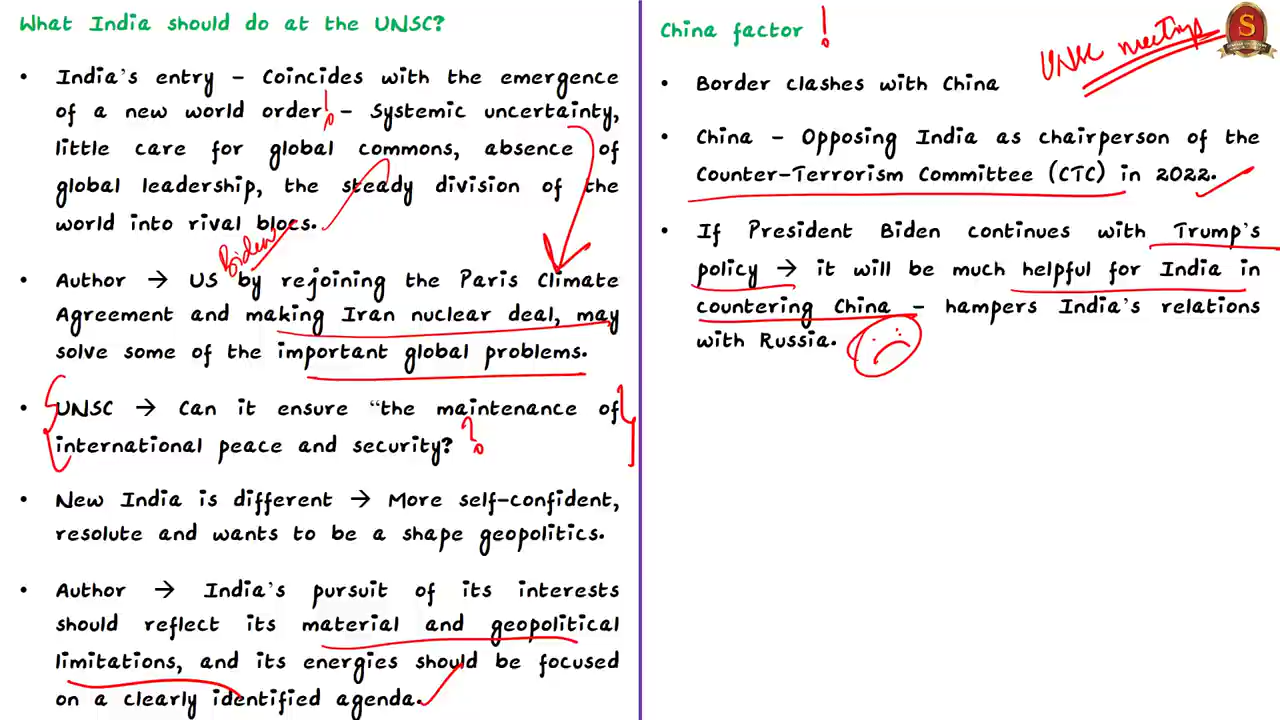 What India should do at the UNSC?
• India's entry – Coincides with the emergence
of a new world order! – Systemic uncertainty,
little care for global commons, absence of
global leadership, the steady division of the
world into rival blocs.
Biden
• Author → US by rejoining the Paris Climate
Agreement and making Iran nuclear deal, may
solve some of the important global problems.
• UNSC → Can it ensure "the maintenance of
international peace and security? ?
• New India is different → More self-confident,
resolute and wants to be a shape geopolitics.
• Author → India's pursuit of its interests
should reflect its material and geopolitical
limitations, and its energies should be focused
on a clearly identified agenda.
China factor !
UNSC meetings
S
• Border clashes with China
• China – Opposing India as chairperson of the
Counter-Terrorism Committee (CTC) in 2022.
• If President Biden continues with Trump's
policy → it will be much helpful for India in
countering China – hampers India's relations
with Russia.